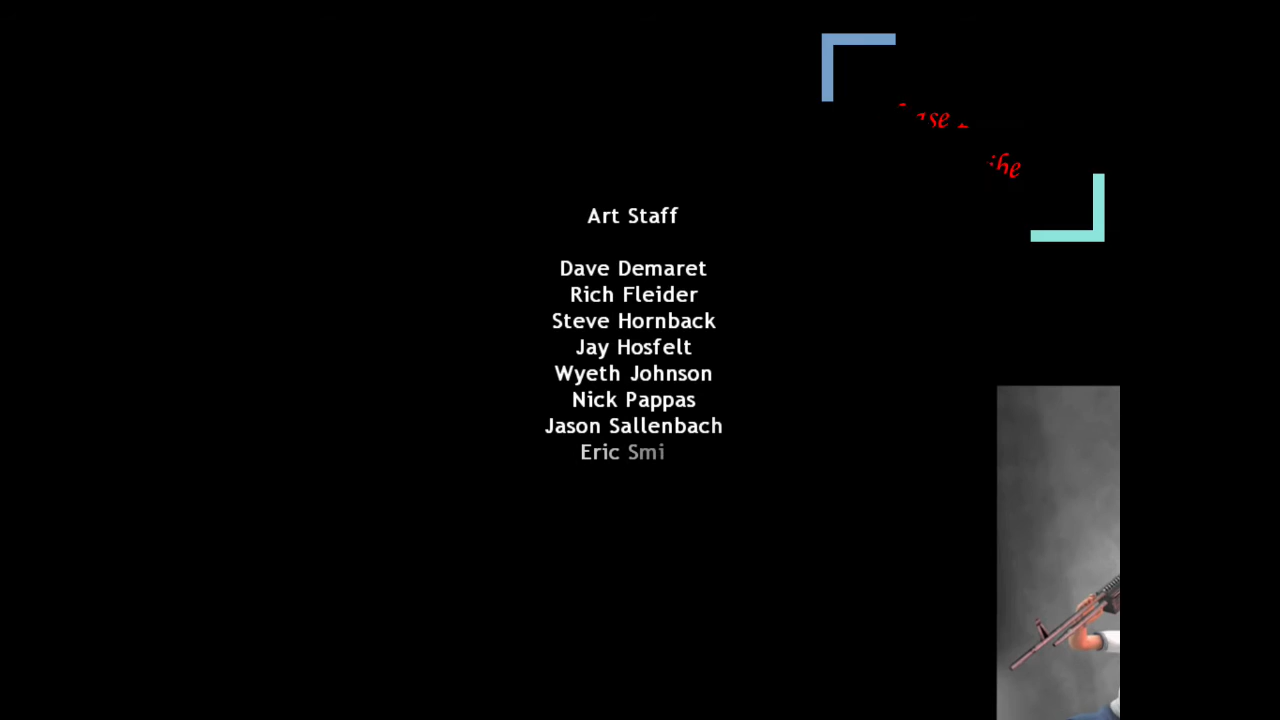 Art Staff
Dave Demaret
Rich Fleider
Steve Hornback
Jay Hosfelt
Wyeth Johnson
Nick Pappas
Jason Sallenbach
Eric Smi